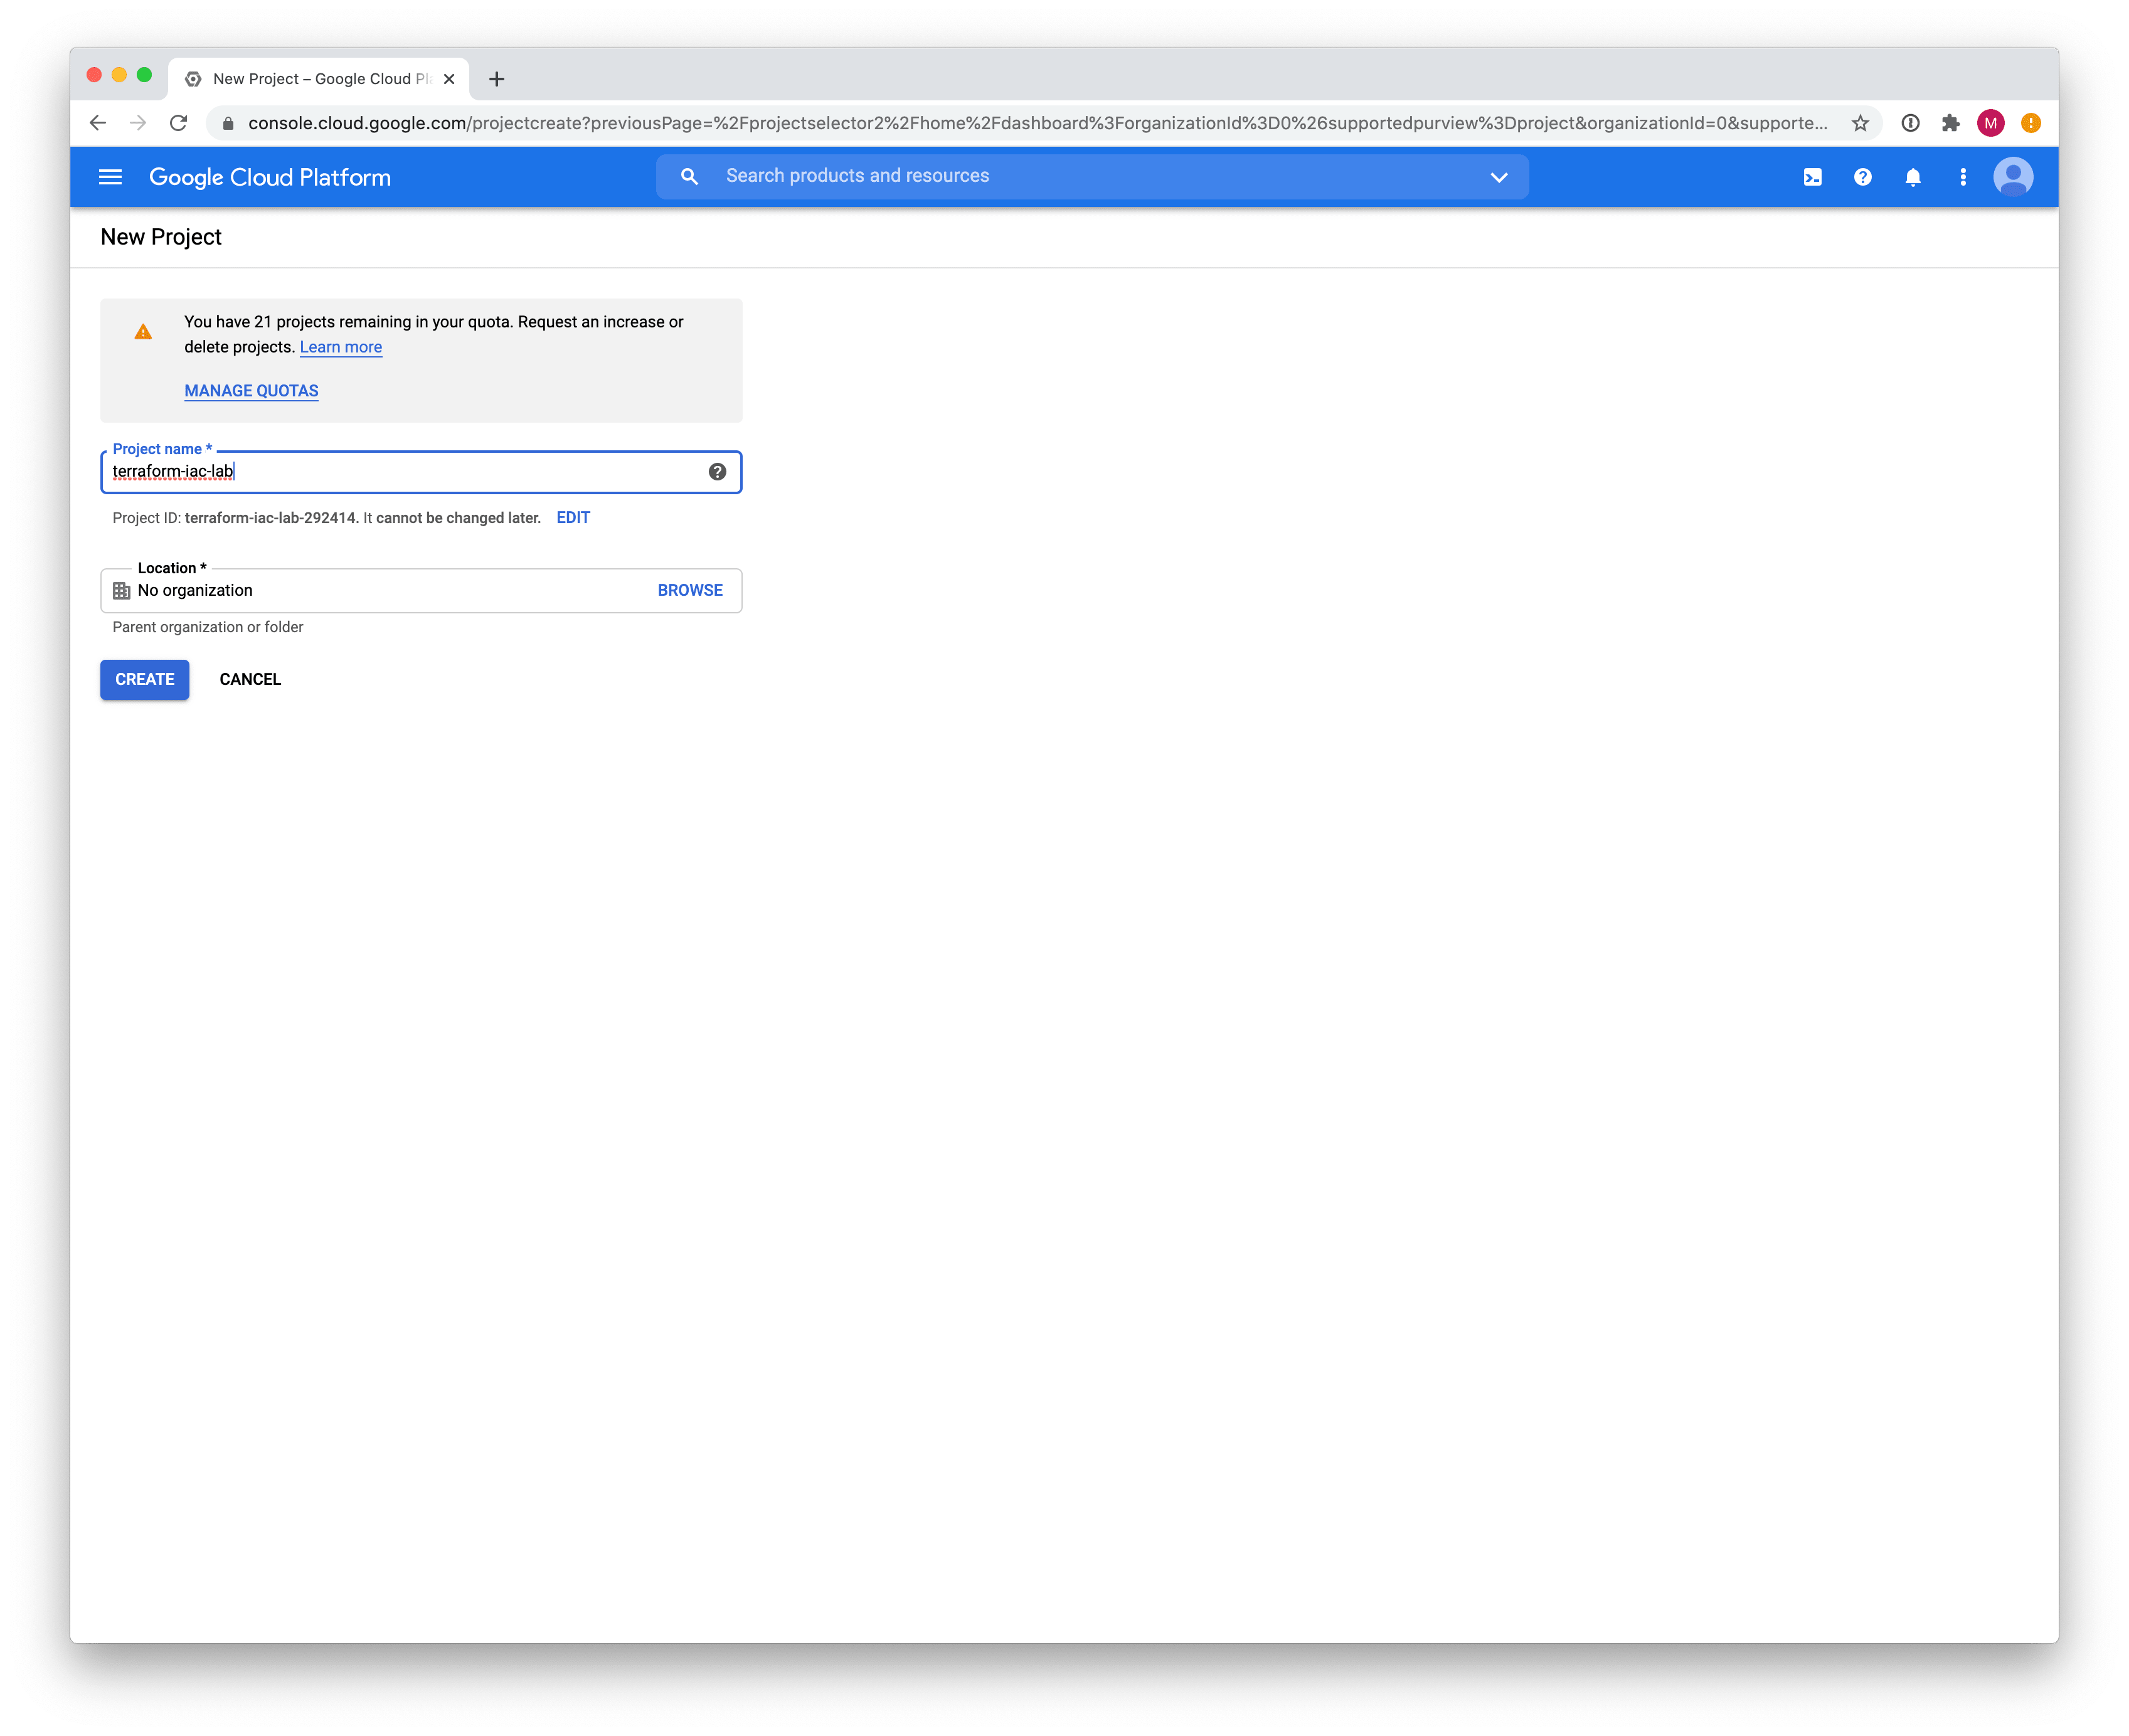 New Project – Google Cloud Pl
console.cloud.google.com/projectcreate?previousPage=%2Fprojectselector2%2Fhome%2Fdashboard%3ForganizationId%3D0%26supportedpurview%3Dproject&organizationId=0&supporte...
M
Google Cloud Platform
Search products and resources
New Project
You have 21 projects remaining in your quota. Request an increase or
delete projects. Learn more
MANAGE QUOTAS
Project name *
terraform-iac-lab
Project ID: terraform-iac-lab-292414. It cannot be changed later. EDIT
Location *
No organization BROWSE
Parent organization or folder
CREATE CANCEL